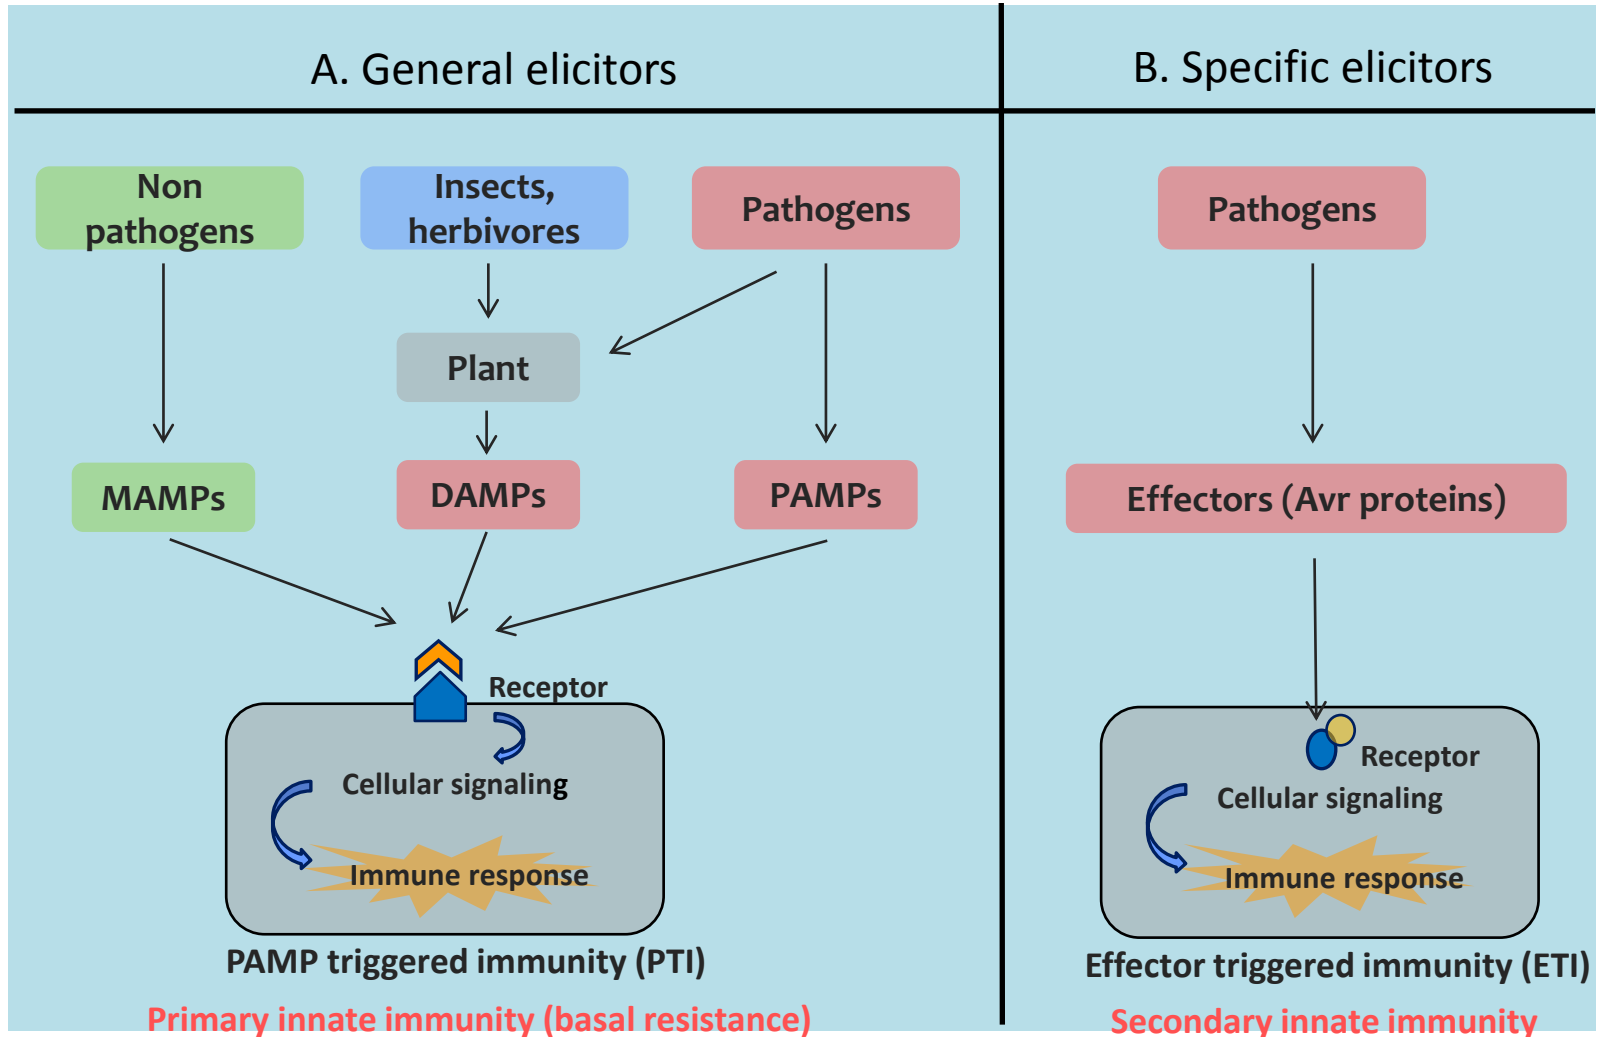 A. General elicitors
B. Specific elicitors
Non
pathogens
Insects,
herbivores
Pathogens
Pathogens
Plant
MAMPs
DAMPs
PAMPs
Effectors (Avr proteins)
Receptor
Cellular signaling
Immune response
Receptor
Cellular signaling
Immune response
PAMP triggered immunity (PTI)
Effector triggered immunity (ETI)
Primary innate immunity (basal resistance)
Secondary innate immunity